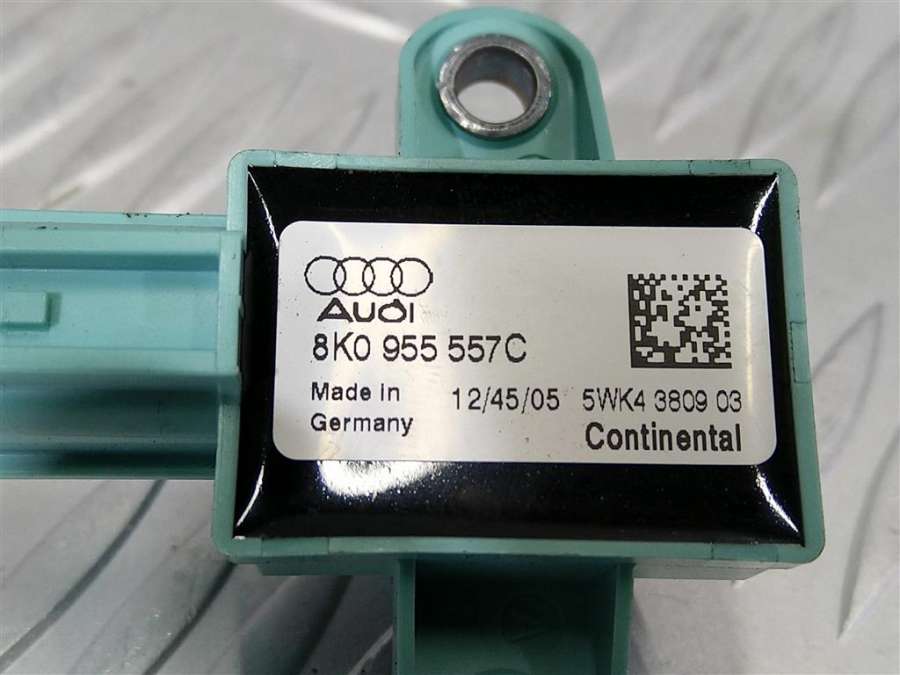 Audi
8K0 955 557C
Made in
Germany
12/45/05 5WK4 3809 03
Continental